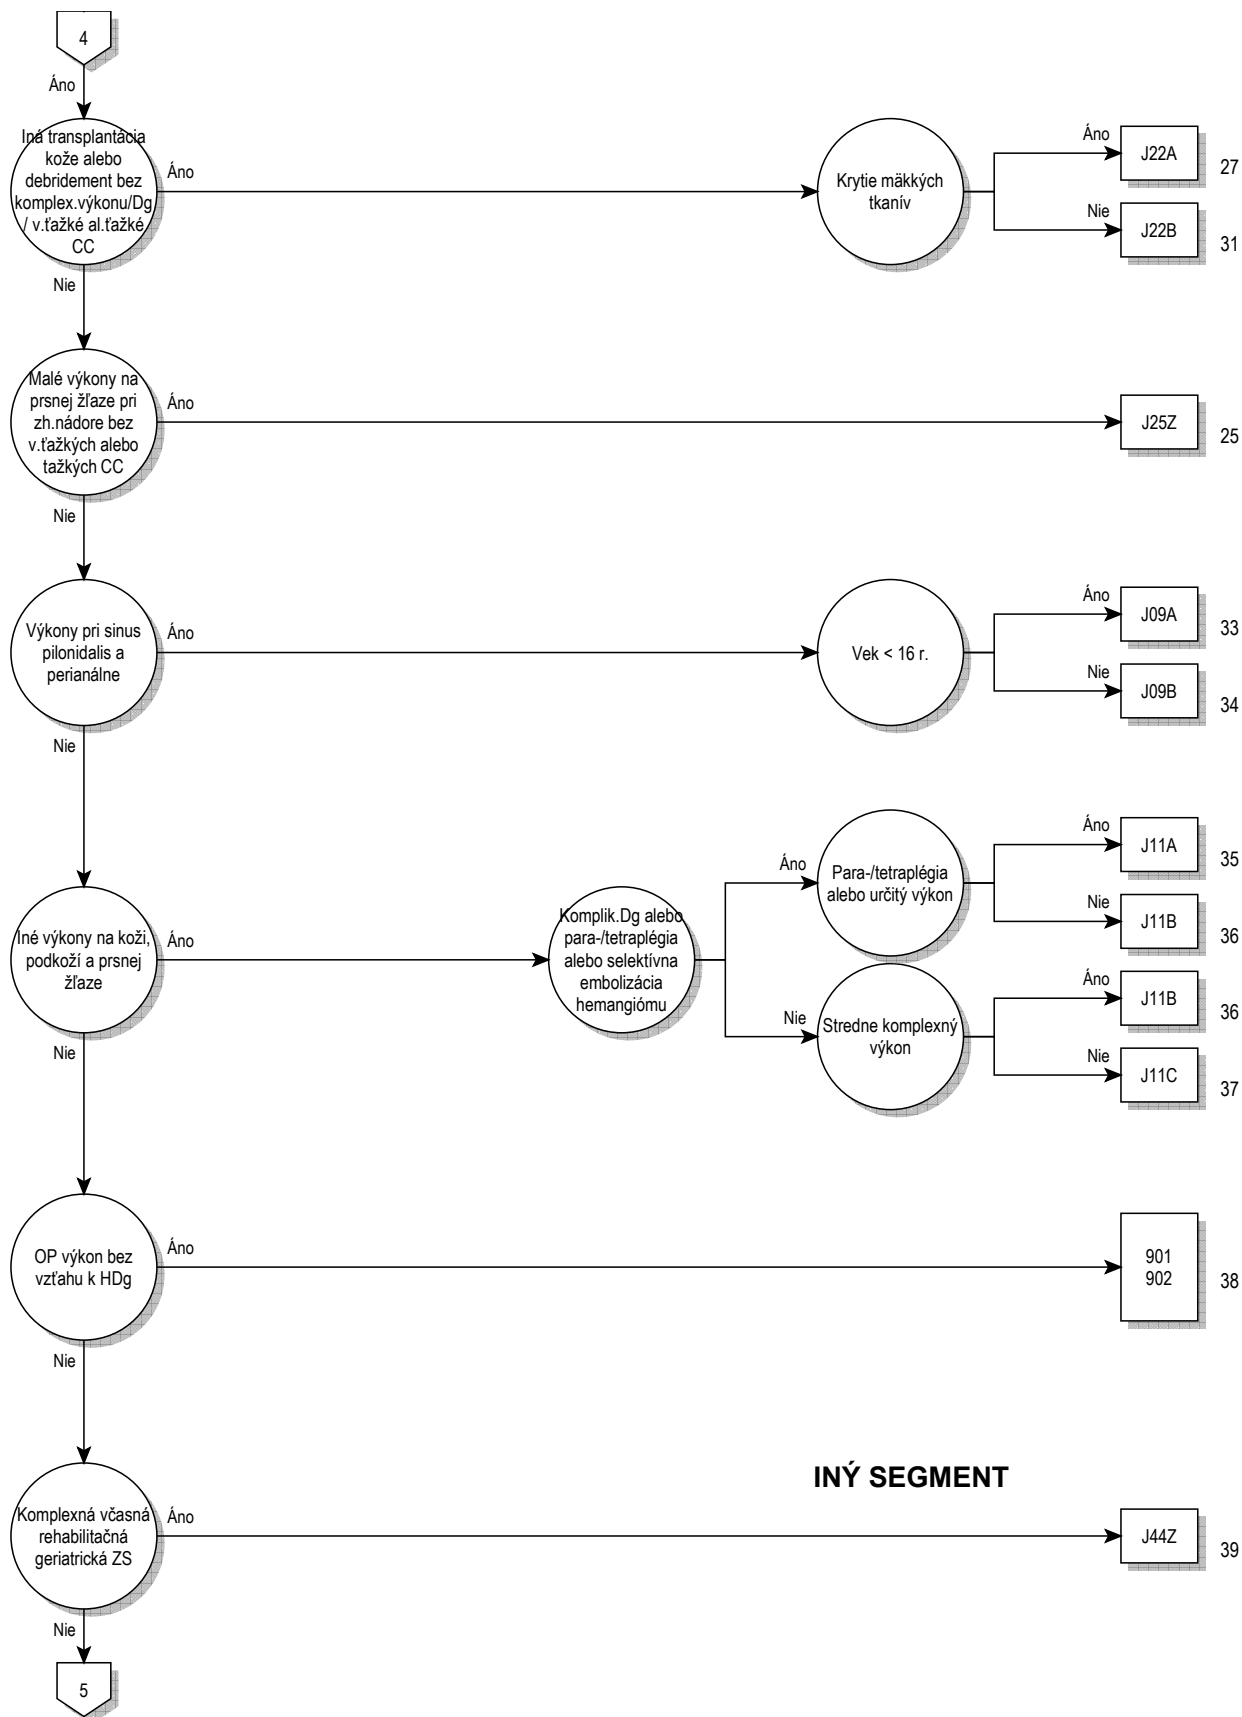 4
Áno
Iná transplantácia
kože alebo
debridement bez
komplex.výkonu/Dg
/ v.ťažké al.ťažké
CC
Áno
Krytie mäkkých
tkanív
Áno
J22A
27
Nie
J22B
31
Nie
Malé výkony na
prsnej žľaze pri
zh.nádore bez
v.ťažkých alebo
tažkých CC
Áno
J25Z
25
Nie
Výkony pri sinus
pilonidalis a
perianálne
Áno
Vek < 16 r.
Áno
J09A
33
Nie
J09B
34
Nie
Iné výkony na koži,
podkoží a prsnej
žľaze
Áno
Komplik.Dg alebo
para-/tetraplégia
alebo selektívna
embolizácia
hemangiómu
Áno
Para-/tetraplégia
alebo určitý výkon
Áno
J11A
35
Nie
J11B
36
Nie
Stredne komplexný
výkon
Áno
J11B
36
Nie
J11C
37
Nie
OP výkon bez
vzťahu k HDg
Áno
901
902
38
Nie
INÝ SEGMENT
Komplexná včasná
rehabilitačná
geriatrická ZS
Áno
J44Z
39
Nie
5